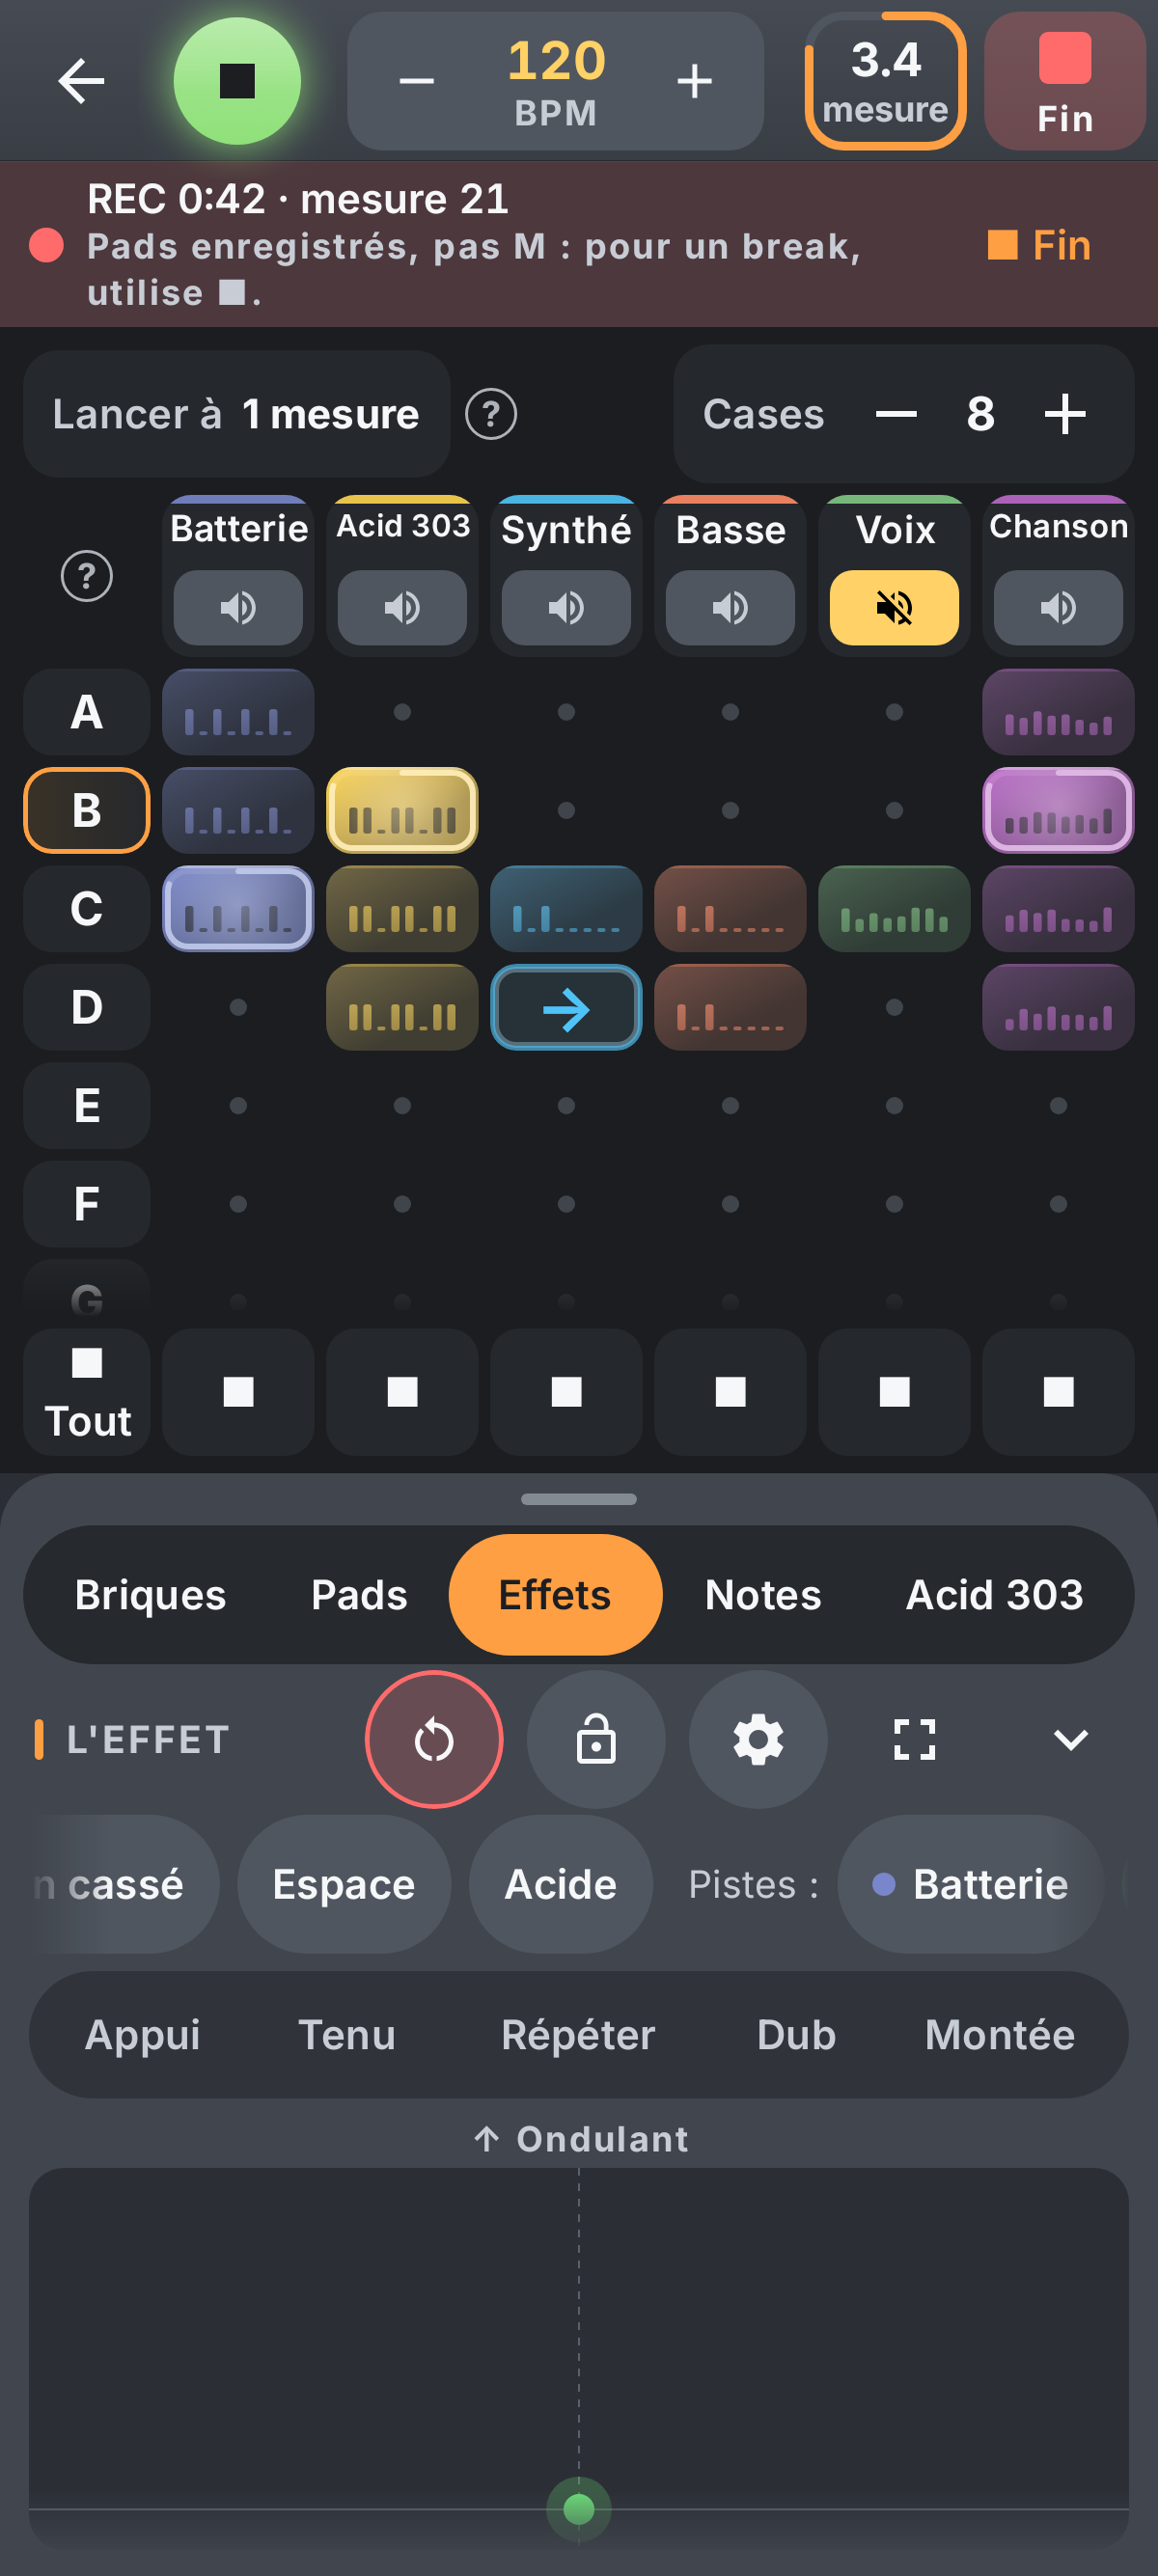 120
BPM
3.4
mesure
Fin
REC 0:42 · mesure 21
Pads enregistrés, pas M : pour un break,
utilise ■.
■ Fin
Lancer à 1 mesure
?
Cases − 8 +
Batterie Acid 303 Synthé Basse Voix Chanson
?
A
B
C
D
E
F
G
Tout
Briques Pads Effets Notes Acid 303
L'EFFET
n cassé Espace Acide Pistes : Batterie
Appui Tenu Répéter Dub Montée
↑ Ondulant